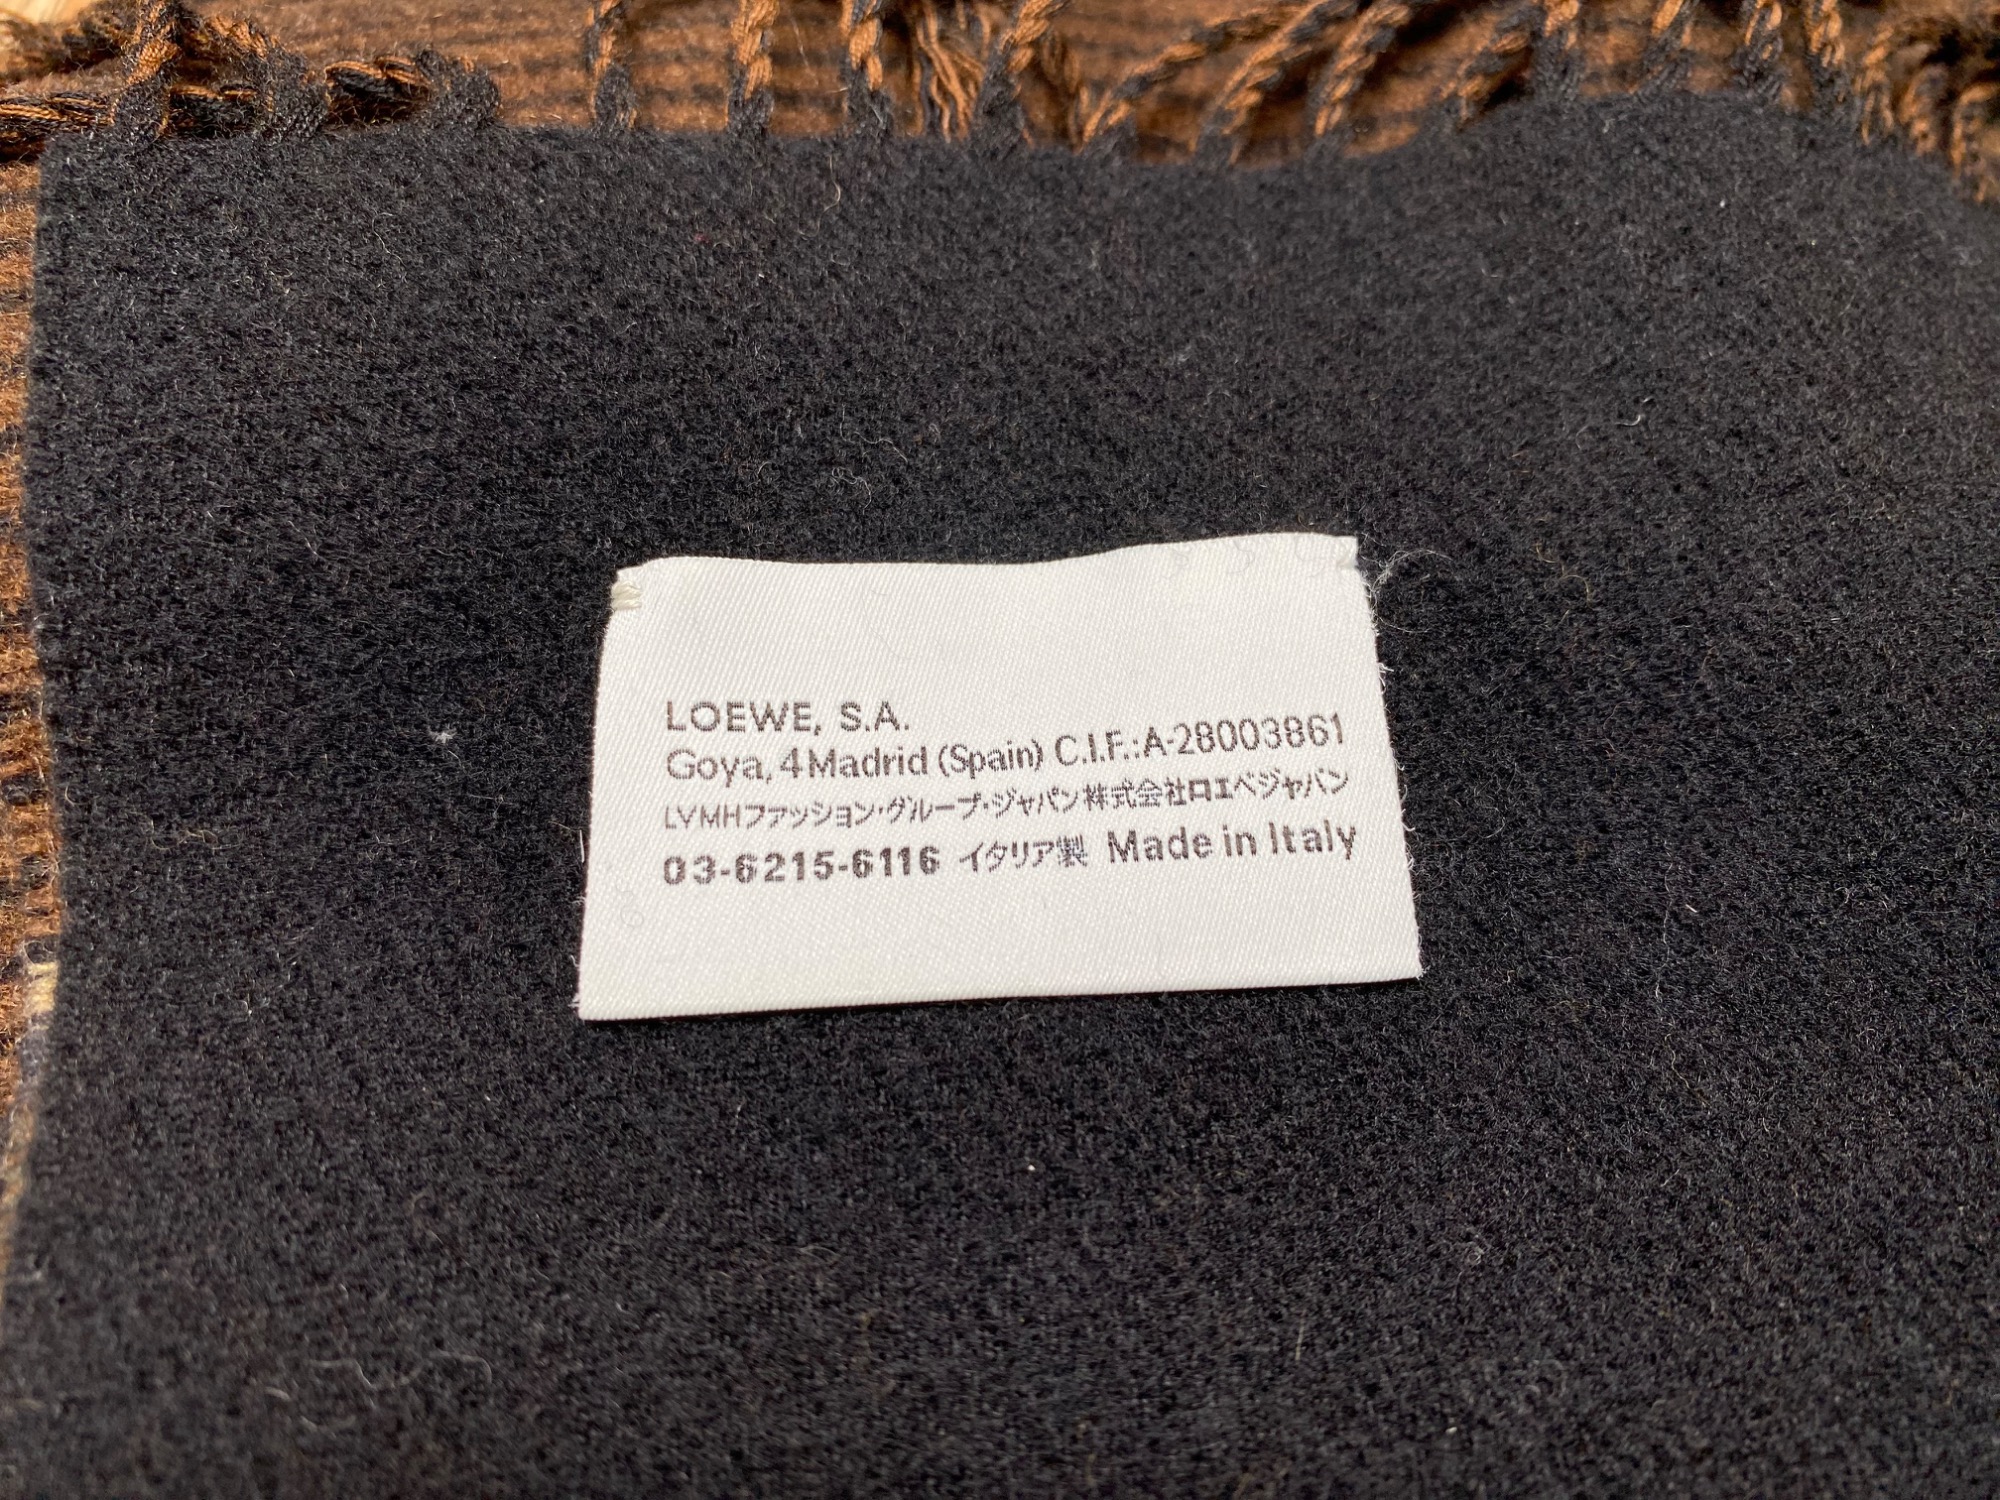 LOEWE, S.A.
Goya, 4 Madrid (Spain) C.I.F.:A-28003861
LVMHファッション・グループ・ジャパン株式会社ロエベジャパン
03-6215-6116 イタリア製 Made in Italy